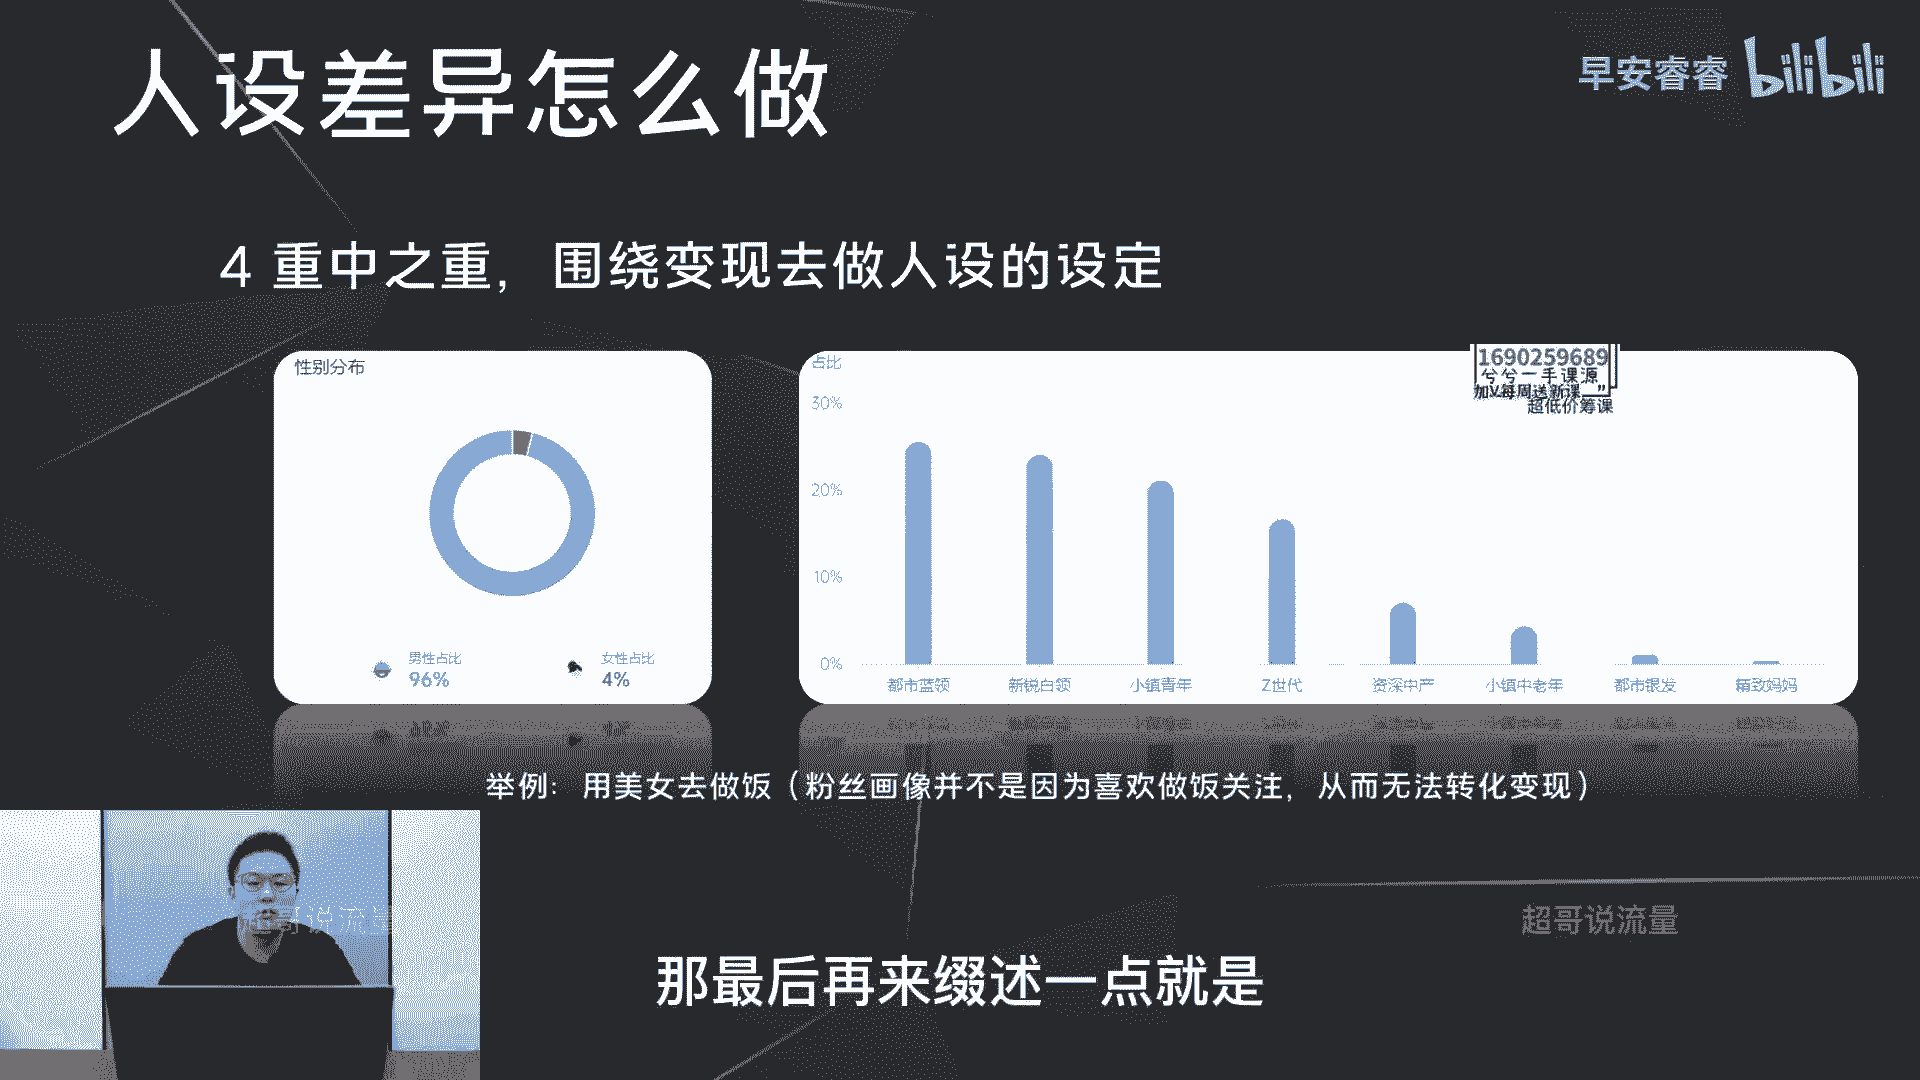 人设差异怎么做
早安睿睿 bilibili
4 重中之重，围绕变现去做人设的设定
性别分布
男性占比
96%
女性占比
4%
占比
30%
20%
10%
0%
都市蓝领 新锐白领 小镇青年 Z世代 资深中产 小镇中老年 都市银发 精致妈妈
1690259689
兮兮一手课源
加V每周送新课
超低价筹课
举例：用美女去做饭（粉丝画像并不是因为喜欢做饭关注，从而无法转化变现）
超哥说流量
超哥说流量
那最后再来缀述一点就是